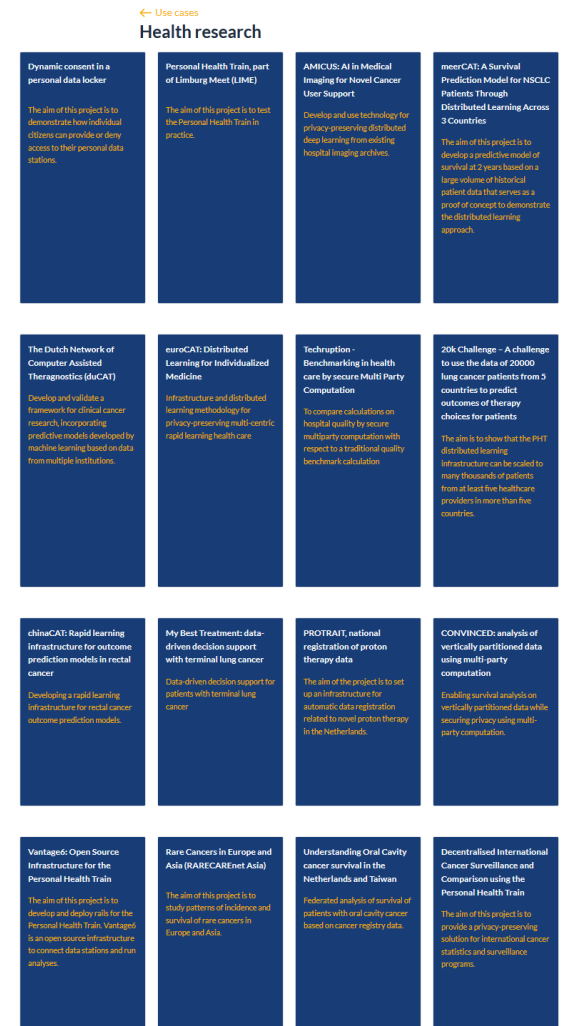 ← Use cases
Health research
Dynamic consent in a
personal data locker
The aim of this project is to
demonstrate how individual
citizens can provide or deny
access to their personal data
stations.
Personal Health Train, part
of Limburg Meet (LIME)
The aim of this project is to test
the Personal Health Train in
practice.
AMICUS: AI in Medical
Imaging for Novel Cancer
User Support
Develop and use technology for
privacy-preserving distributed
deep learning from existing
hospital imaging archives.
meerCAT: A Survival
Prediction Model for NSCLC
Patients Through
Distributed Learning Across
3 Countries
The aim of this project is to
develop a predictive model of
survival at 2 years based on a
large volume of historical
patient data that serves as a
proof of concept to demonstrate
the distributed learning
approach.
The Dutch Network of
Computer Assisted
Theragnostics (duCAT)
Develop and validate a
framework for clinical cancer
research, incorporating
predictive models developed by
machine learning based on data
from multiple institutions.
euroCAT: Distributed
Learning for Individualized
Medicine
Infrastructure and distributed
learning methodology for
privacy-preserving multi-centric
rapid learning health care
Techruption -
Benchmarking in health
care by secure Multi Party
Computation
To compare calculations on
hospital quality by secure
multiparty computation with
respect to a traditional quality
benchmark calculation
20k Challenge – A challenge
to use the data of 20000
lung cancer patients from 5
countries to predict
outcomes of therapy
choices for patients
The aim is to show that the PHT
distributed learning
infrastructure can be scaled to
many thousands of patients
from at least five healthcare
providers in more than five
countries.
chinaCAT: Rapid learning
infrastructure for outcome
prediction models in rectal
cancer
Developing a rapid learning
infrastructure for rectal cancer
outcome prediction models.
My Best Treatment: data-
driven decision support
with terminal lung cancer
Data-driven decision support for
patients with terminal lung
cancer
PROTRAIT, national
registration of proton
therapy data
The aim of the project is to set
up an infrastructure for
automatic data registration
related to novel proton therapy
in the Netherlands.
CONVINCED: analysis of
vertically partitioned data
using multi-party
computation
Enabling survival analysis on
vertically partitioned data while
securing privacy using multi-
party computation.
Vantage6: Open Source
Infrastructure for the
Personal Health Train
The aim of this project is to
develop and deploy rails for the
Personal Health Train. Vantage6
is an open source infrastructure
to connect data stations and run
analyses.
Rare Cancers in Europe and
Asia (RARECAREnet Asia)
The aim of this project is to
study patterns of incidence and
survival of rare cancers in
Europe and Asia.
Understanding Oral Cavity
cancer survival in the
Netherlands and Taiwan
Federated analysis of survival of
patients with oral cavity cancer
based on cancer registry data.
Decentralised International
Cancer Surveillance and
Comparison using the
Personal Health Train
The aim of this project is to
provide a privacy-preserving
solution for international cancer
statistics and surveillance
programs.